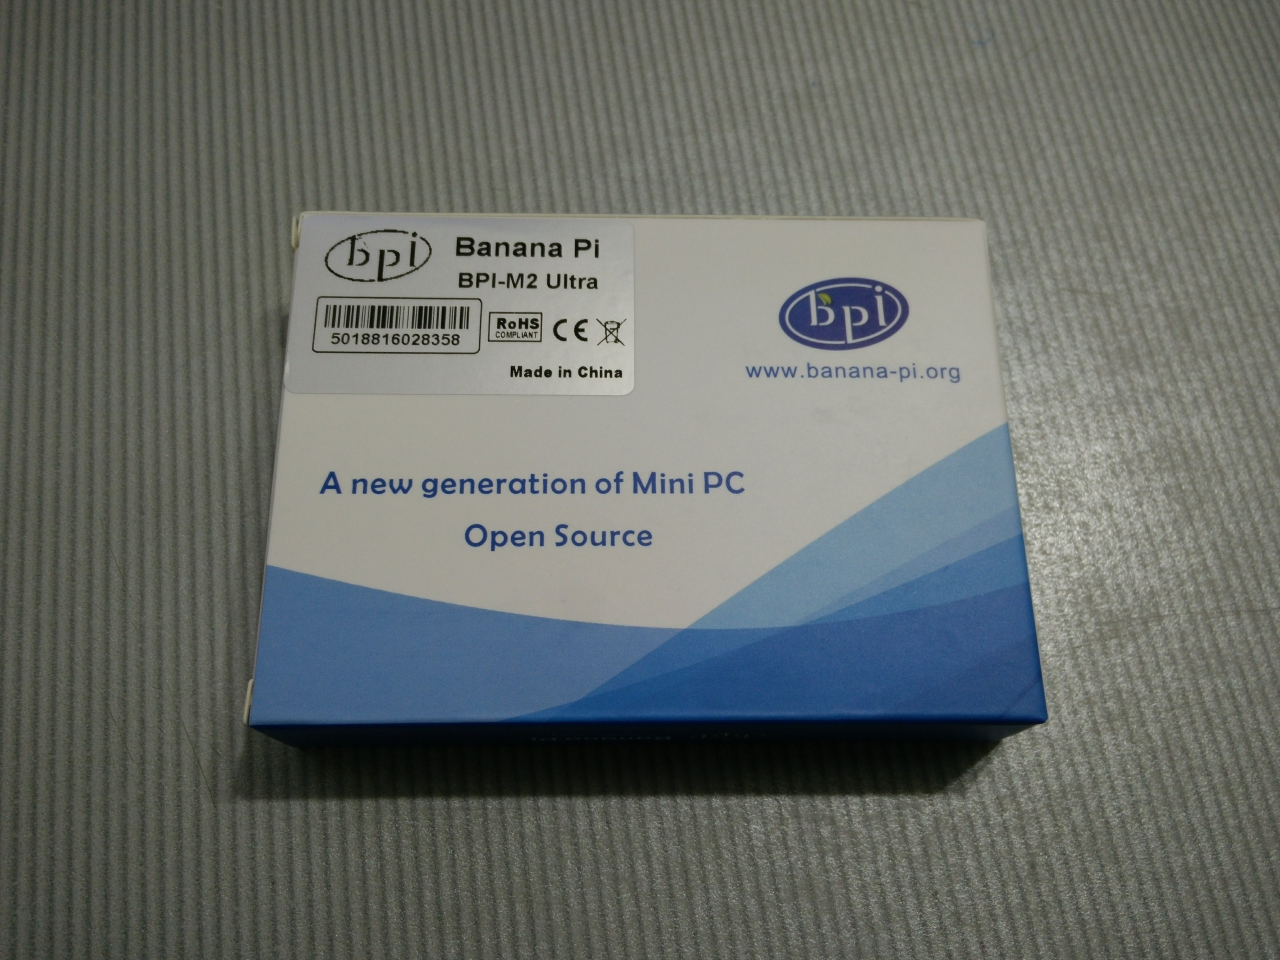 bpi
Banana Pi
BPI-M2 Ultra
5018816028358
RoHS
COMPLIANT
CE
Made in China
bpi
www.banana-pi.org
A new generation of Mini PC
Open Source